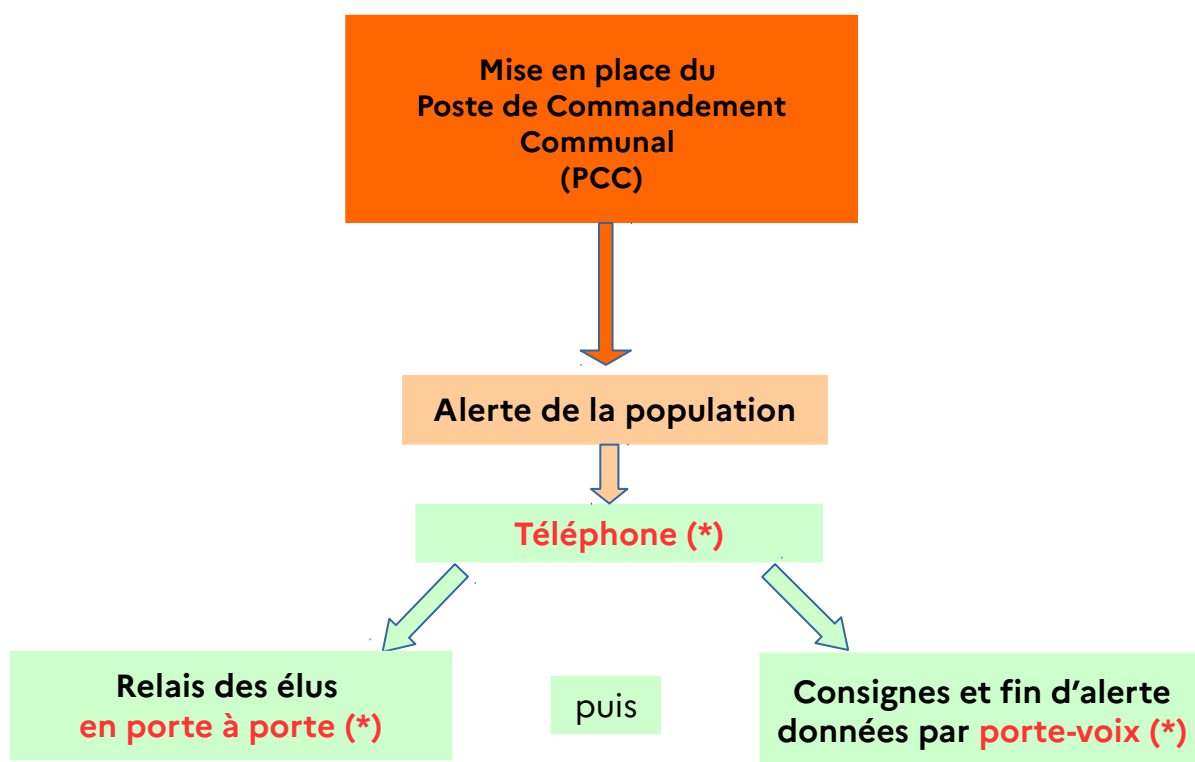 Mise en place du
Poste de Commandement
Communal
(PCC)
Alerte de la population
Téléphone (*)
Relais des élus
en porte à porte (*)
puis
Consignes et fin d’alerte
données par porte-voix (*)